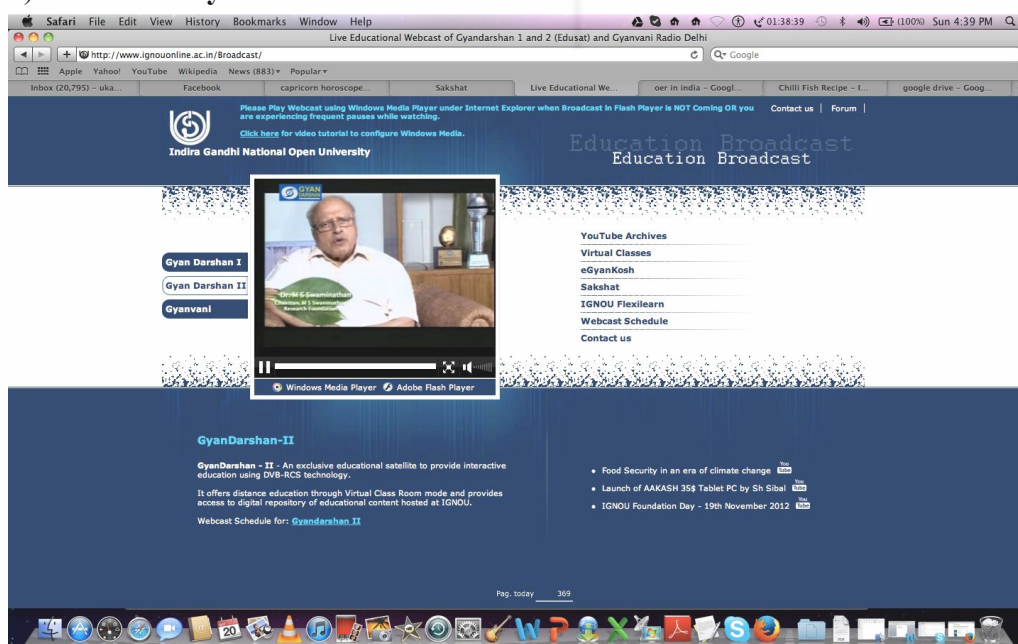 Safari File Edit View History Bookmarks Window Help 01:38:39 (100%) Sun 4:39 PM
Live Educational Webcast of Gyandarshan 1 and 2 (Edusat) and Gyanvani Radio Delhi
http://www.ignouonline.ac.in/Broadcast/ Google
Apple Yahoo! YouTube Wikipedia News (883) Popular
Inbox (20,795) – uka... Facebook capricorn horoscope... Sakshat Live Educational We... oer in india – Googl... Chilli Fish Recipe – I... google drive – Goog...
Please Play Webcast using Windows Media Player under Internet Explorer when Broadcast in Flash Player is NOT Coming OR you
are experiencing frequent pauses while watching.
Contact us | Forum |
Click here for video tutorial to configure Windows Media.
Indira Gandhi National Open University
Education Broadcast
Education Broadcast
GYAN
DARSHAN
Dr. M S Swaminathan
Chairman, M S Swaminathan
Research Foundation
Gyan Darshan I
Gyan Darshan II
Gyanvani
YouTube Archives
Virtual Classes
eGyanKosh
Sakshat
IGNOU Flexilearn
Webcast Schedule
Contact us
Windows Media Player Adobe Flash Player
GyanDarshan-II
GyanDarshan - II - An exclusive educational satellite to provide interactive
education using DVB-RCS technology.
It offers distance education through Virtual Class Room mode and provides
access to digital repository of educational content hosted at IGNOU.
Webcast Schedule for: Gyandarshan II
Food Security in an era of climate change You Tube
Launch of AAKASH 35$ Tablet PC by Sh Sibal You Tube
IGNOU Foundation Day - 19th November 2012 You Tube
Pag. today 369
20